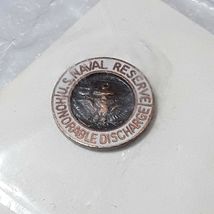 U.S. NAVAL RESERVE
HONORABLE DISCHARGE